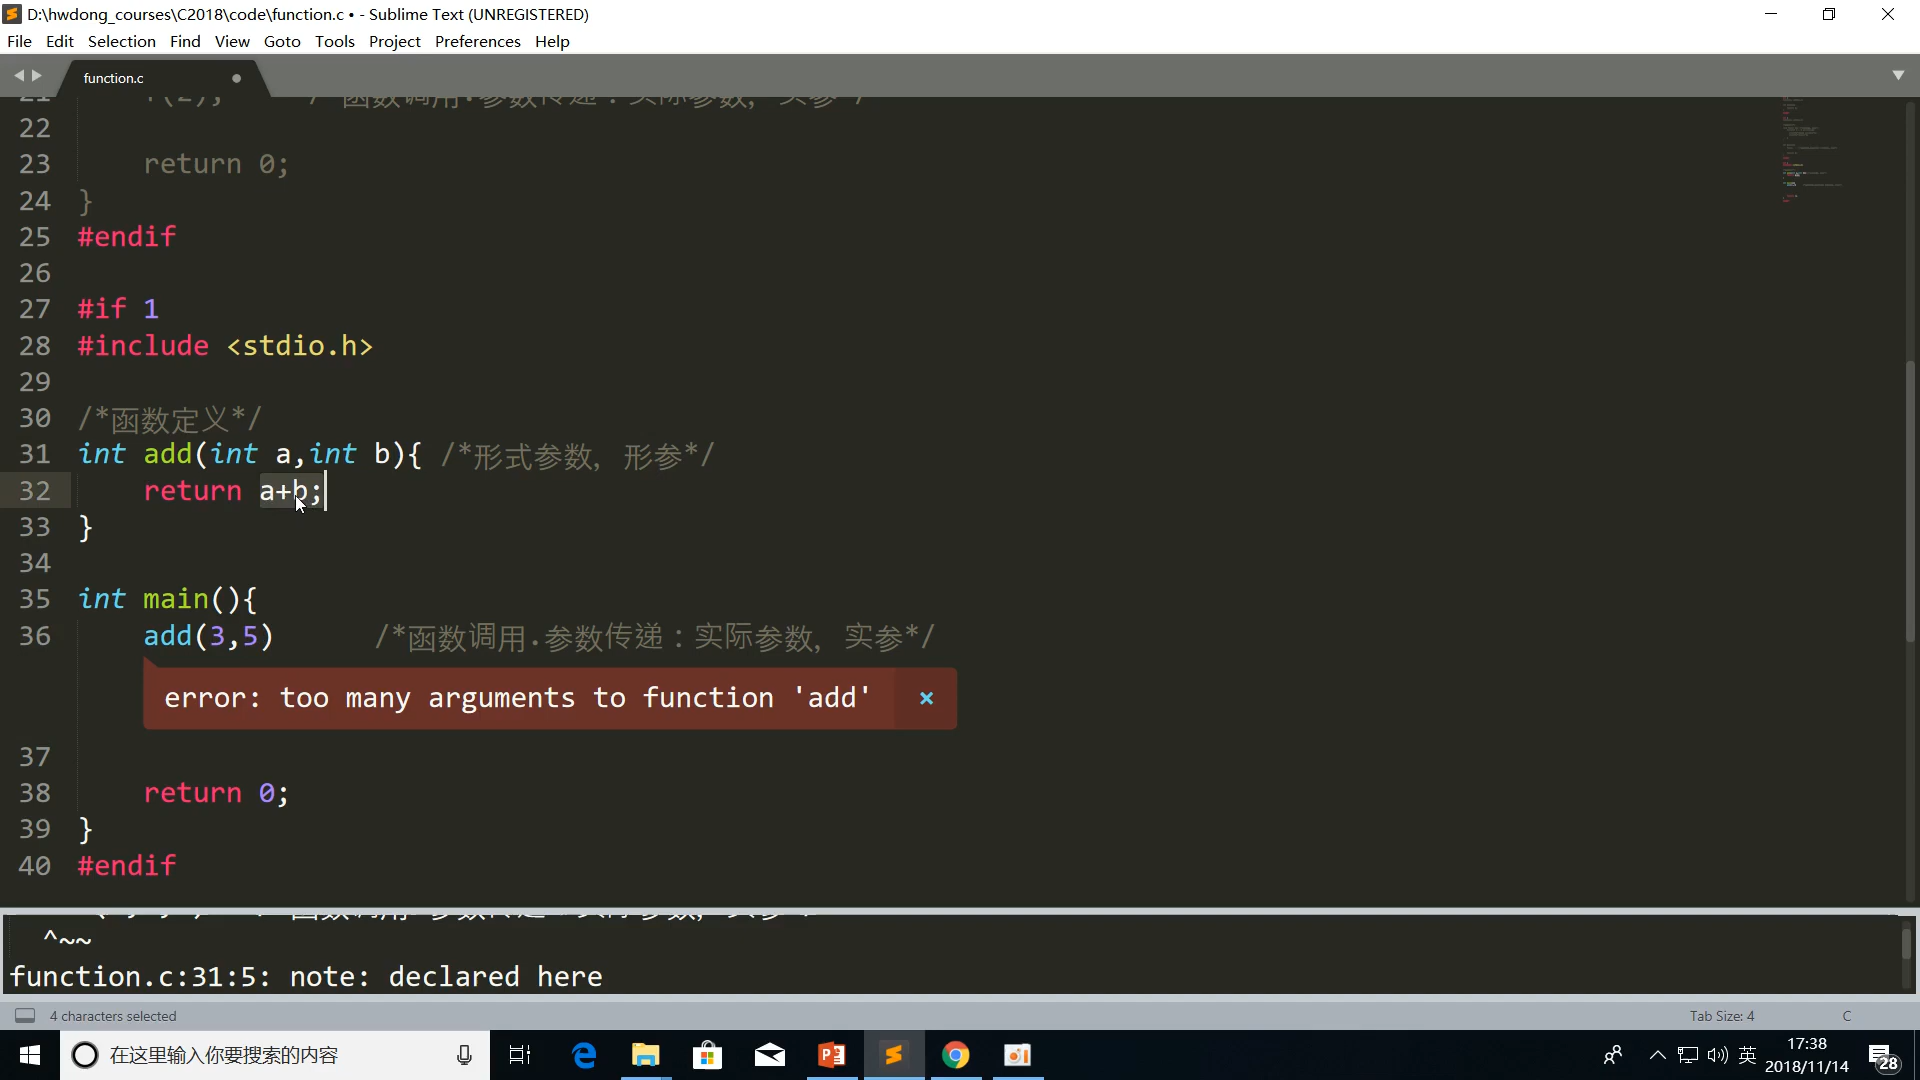 D:\hwdong_courses\C2018\code\function.c • - Sublime Text (UNREGISTERED)
File Edit Selection Find View Goto Tools Project Preferences Help
function.c
22
23 return 0;
24 }
25 #endif
26
27 #if 1
28 #include <stdio.h>
29
30 /*函数定义*/
31 int add(int a,int b){ /*形式参数, 形参*/
32 return a+b;
33 }
34
35 int main(){
36 add(3,5) /*函数调用.参数传递：实际参数, 实参*/
error: too many arguments to function 'add' ×
37
38 return 0;
39 }
40 #endif
^~~
function.c:31:5: note: declared here
4 characters selected Tab Size: 4 C
在这里输入你要搜索的内容 英 17:38
2018/11/14 28